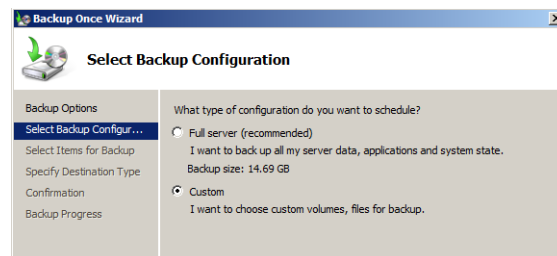 Backup Once Wizard
Select Backup Configuration
Backup Options
Select Backup Configur...
Select Items for Backup
Specify Destination Type
Confirmation
Backup Progress
What type of configuration do you want to schedule?
Full server (recommended)
I want to back up all my server data, applications and system state.
Backup size: 14.69 GB
Custom
I want to choose custom volumes, files for backup.